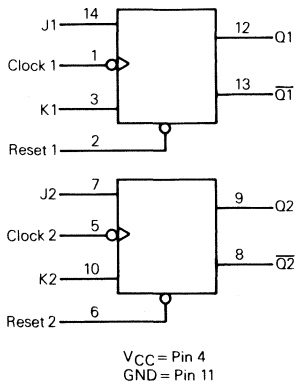 J1 14
12 Q1
Clock 1 1
13 Q1
K1 3
Reset 1 2
J2 7
9 Q2
Clock 2 5
8 Q2
K2 10
Reset 2 6
VCC = Pin 4
GND = Pin 11